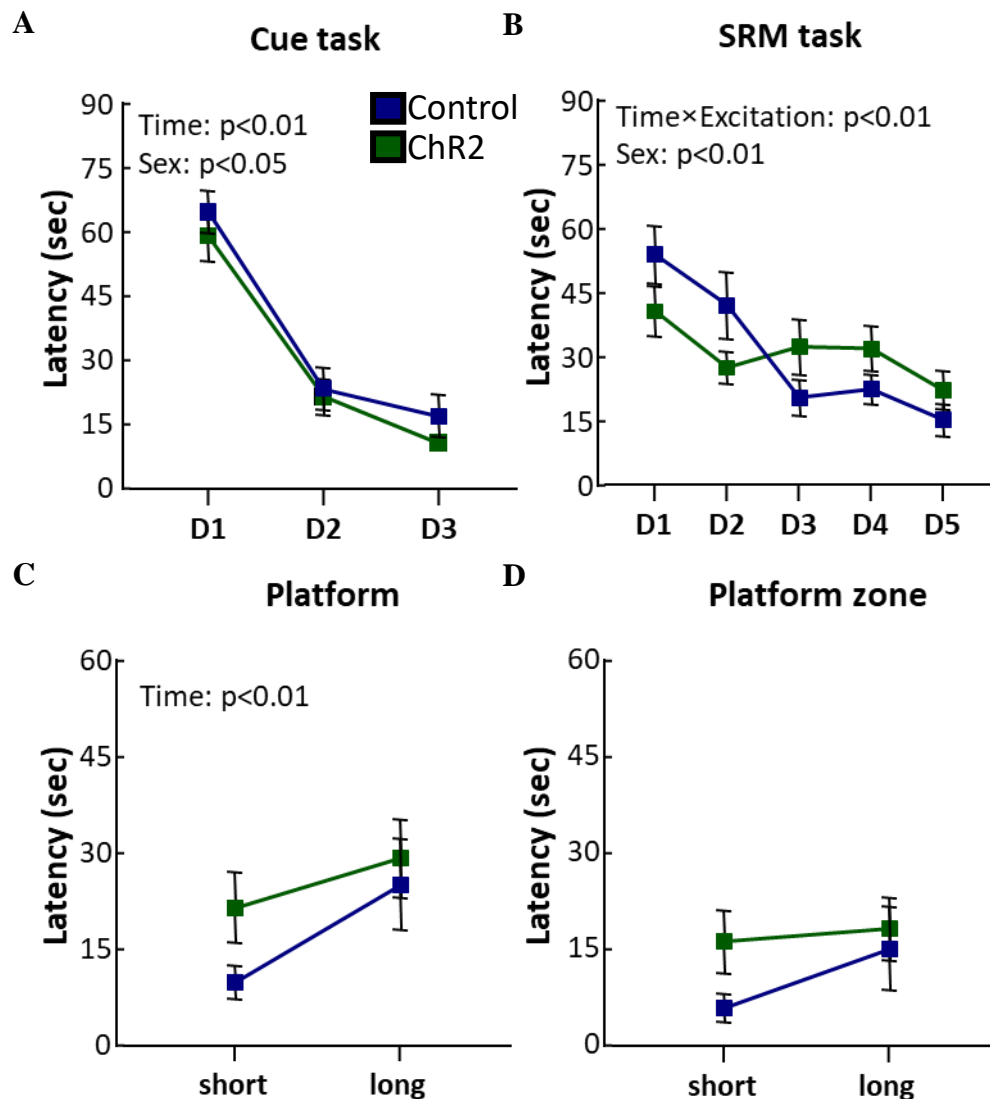 A
Cue task
Control
ChR2
Time: p<0.01
Sex: p<0.05
Latency (sec)
90
75
60
45
30
15
0
D1 D2 D3
B
SRM task
Time×Excitation: p<0.01
Sex: p<0.01
Latency (sec)
90
75
60
45
30
15
0
D1 D2 D3 D4 D5
C
Platform
Time: p<0.01
Latency (sec)
60
45
30
15
0
short long
D
Platform zone
Latency (sec)
60
45
30
15
0
short long